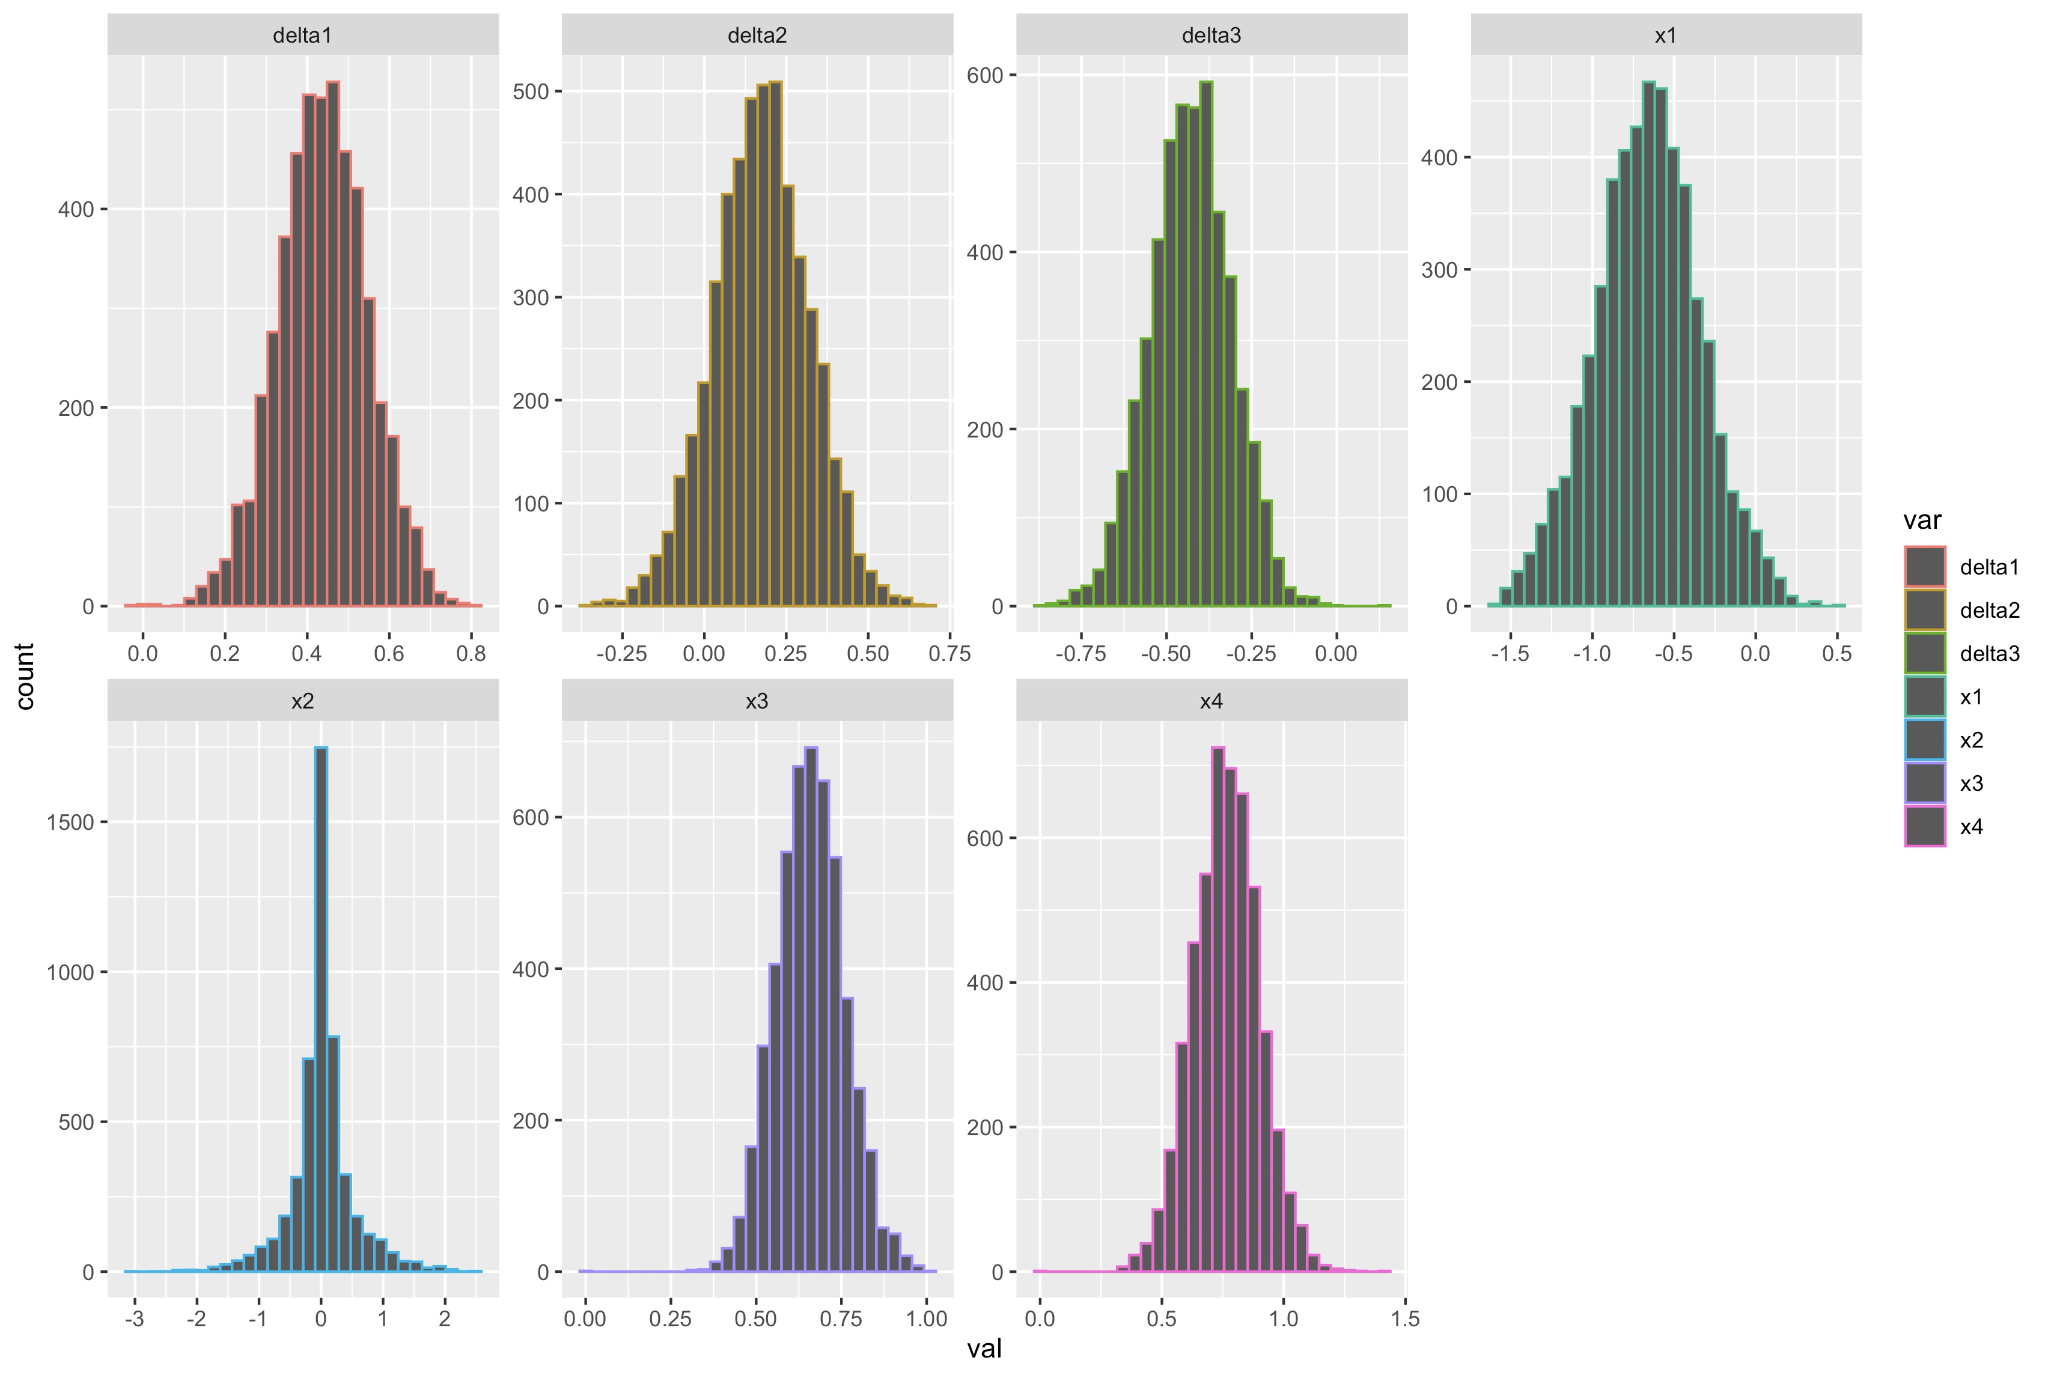 delta1
delta2
delta3
x1
400
200
0
500
400
300
200
100
0
600
400
200
0
400
300
200
100
0
0.0 0.2 0.4 0.6 0.8
-0.25 0.00 0.25 0.50 0.75
-0.75 -0.50 -0.25 0.00
-1.5 -1.0 -0.5 0.0 0.5
count
x2
x3
x4
1500
1000
500
0
600
400
200
0
600
400
200
0
-3 -2 -1 0 1 2
0.00 0.25 0.50 0.75 1.00
0.0 0.5 1.0 1.5
val
var
delta1
delta2
delta3
x1
x2
x3
x4